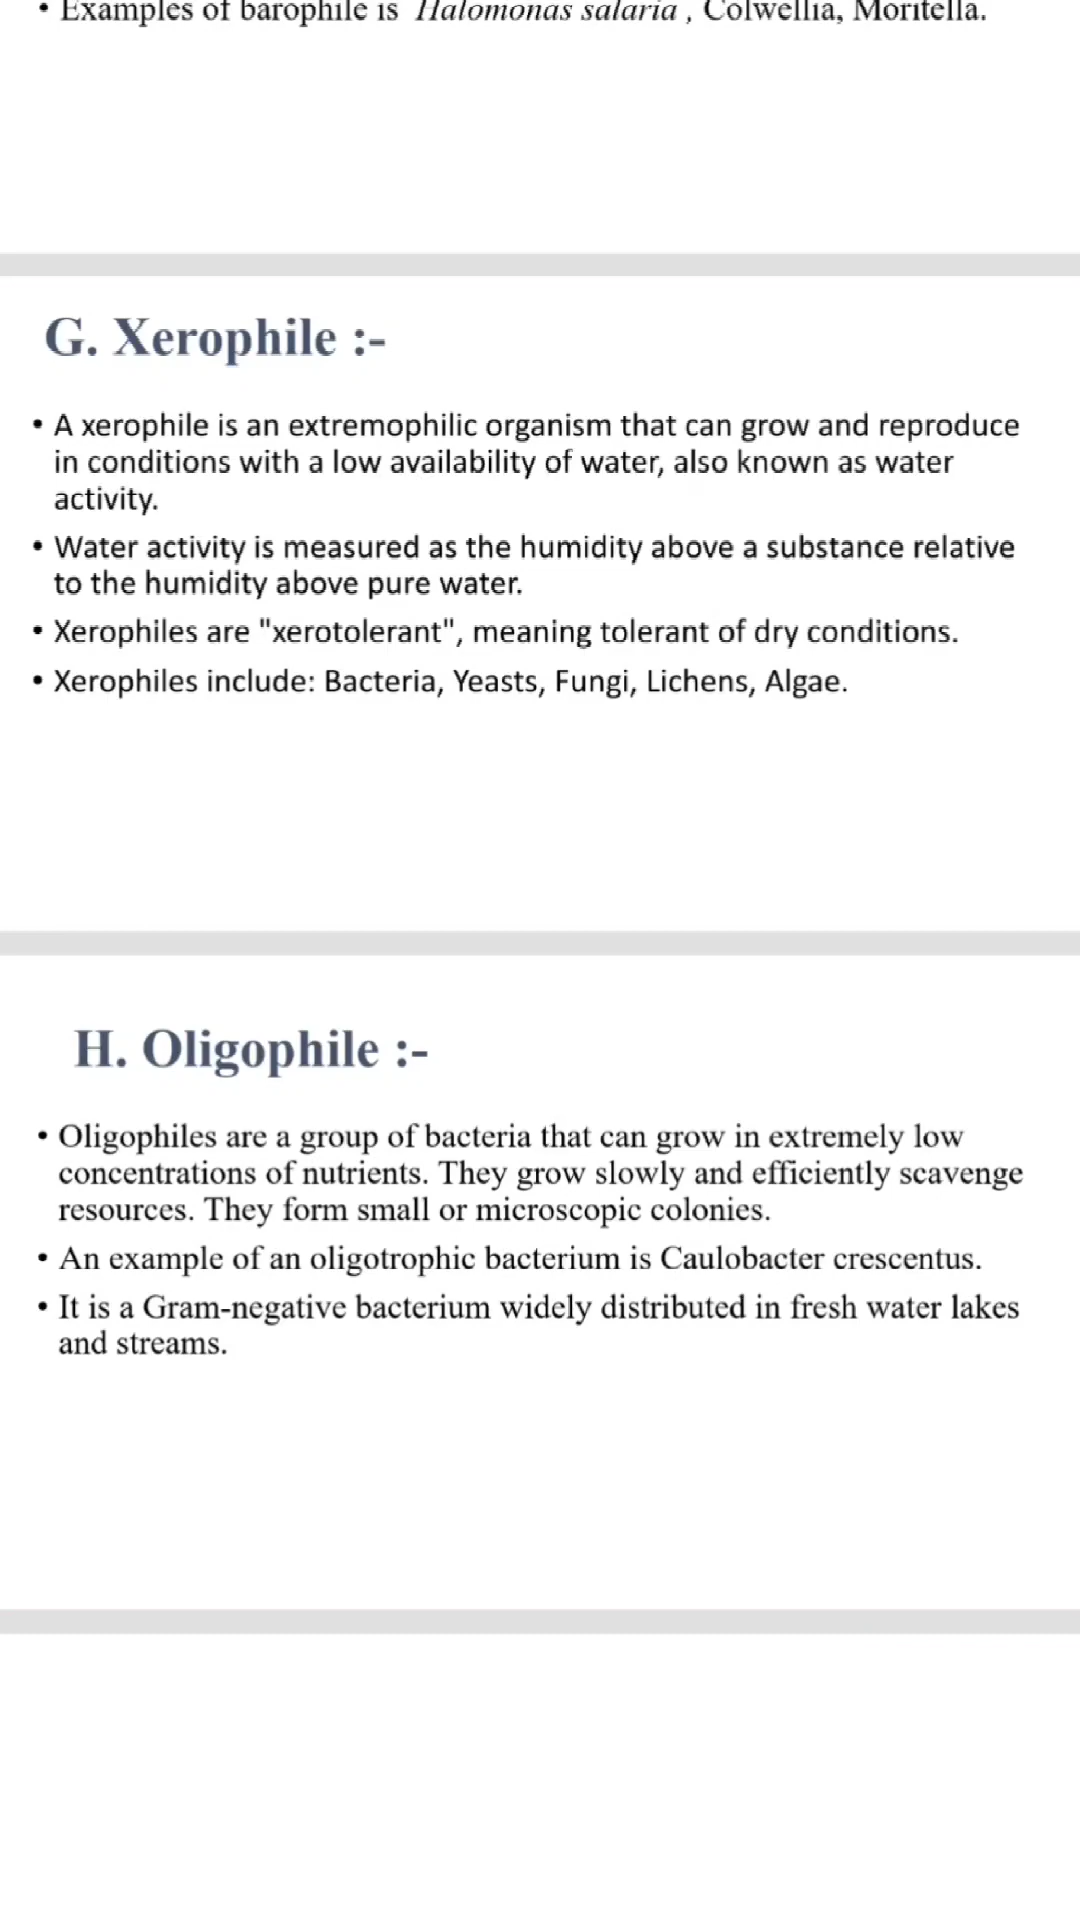 • Examples of barophile is Halomonas salaria , Colwellia, Moritella.
G. Xerophile :-
• A xerophile is an extremophilic organism that can grow and reproduce
in conditions with a low availability of water, also known as water
activity.
• Water activity is measured as the humidity above a substance relative
to the humidity above pure water.
• Xerophiles are "xerotolerant", meaning tolerant of dry conditions.
• Xerophiles include: Bacteria, Yeasts, Fungi, Lichens, Algae.
H. Oligophile :-
• Oligophiles are a group of bacteria that can grow in extremely low
concentrations of nutrients. They grow slowly and efficiently scavenge
resources. They form small or microscopic colonies.
• An example of an oligotrophic bacterium is Caulobacter crescentus.
• It is a Gram-negative bacterium widely distributed in fresh water lakes
and streams.